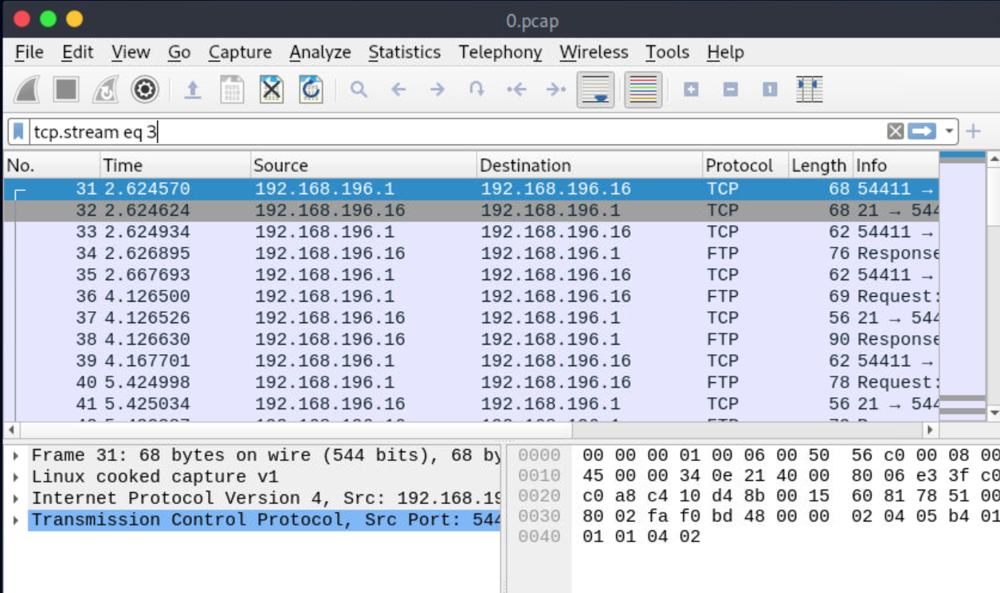 0.pcap
File Edit View Go Capture Analyze Statistics Telephony Wireless Tools Help
tcp.stream eq 3
No. Time Source Destination Protocol Length Info
31 2.624570 192.168.196.1 192.168.196.16 TCP 68 54411 →
32 2.624624 192.168.196.16 192.168.196.1 TCP 68 21 → 544
33 2.624934 192.168.196.1 192.168.196.16 TCP 62 54411 →
34 2.626895 192.168.196.16 192.168.196.1 FTP 76 Response
35 2.667693 192.168.196.1 192.168.196.16 TCP 62 54411 →
36 4.126500 192.168.196.1 192.168.196.16 FTP 69 Request:
37 4.126526 192.168.196.16 192.168.196.1 TCP 56 21 → 544
38 4.126630 192.168.196.16 192.168.196.1 FTP 90 Response
39 4.167701 192.168.196.1 192.168.196.16 TCP 62 54411 →
40 5.424998 192.168.196.1 192.168.196.16 FTP 78 Request:
41 5.425034 192.168.196.16 192.168.196.1 TCP 56 21 → 544
Frame 31: 68 bytes on wire (544 bits), 68 by
Linux cooked capture v1
Internet Protocol Version 4, Src: 192.168.19
Transmission Control Protocol, Src Port: 544
0000 00 00 00 01 00 06 00 50 56 c0 00 08 00
0010 45 00 00 34 0e 21 40 00 80 06 e3 3f c0
0020 c0 a8 c4 10 d4 8b 00 15 60 81 78 51 00
0030 80 02 fa f0 bd 48 00 00 02 04 05 b4 01
0040 01 01 04 02